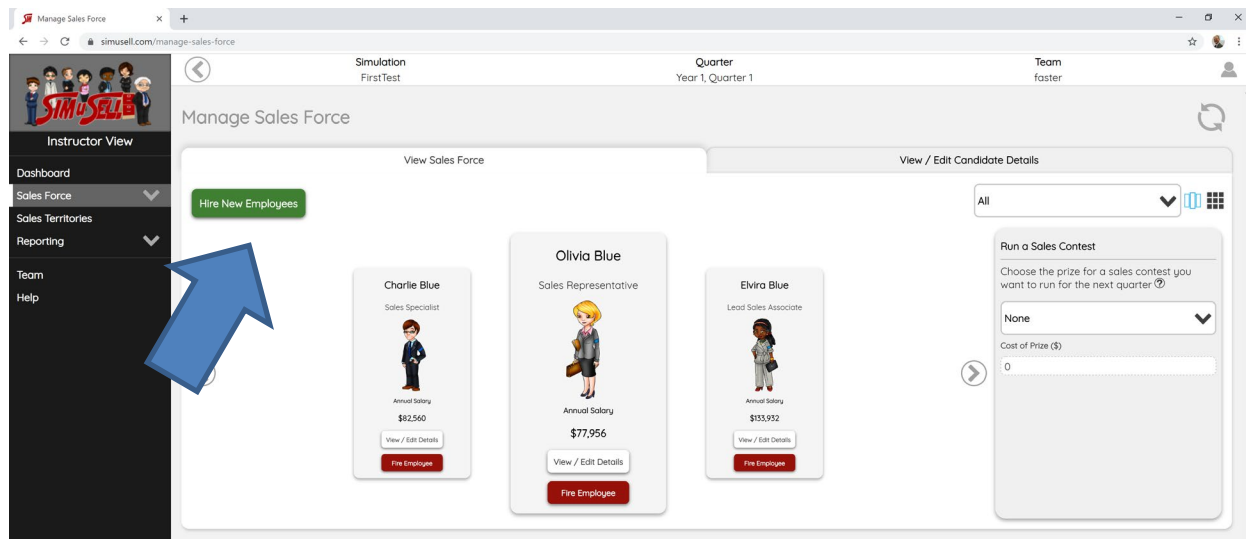 Manage Sales Force
simusell.com/manage-sales-force
SIMuSELL
Instructor View
Dashboard
Sales Force
Sales Territories
Reporting
Team
Help
Simulation
FirstTest
Quarter
Year 1, Quarter 1
Team
faster
Manage Sales Force
View Sales Force
View / Edit Candidate Details
Hire New Employees
All
Charlie Blue
Sales Specialist
Annual Salary
$82,560
View / Edit Details
Fire Employee
Olivia Blue
Sales Representative
Annual Salary
$77,956
View / Edit Details
Fire Employee
Elvira Blue
Lead Sales Associate
Annual Salary
$133,932
View / Edit Details
Fire Employee
Run a Sales Contest
Choose the prize for a sales contest you
want to run for the next quarter ?
None
Cost of Prize ($)
0